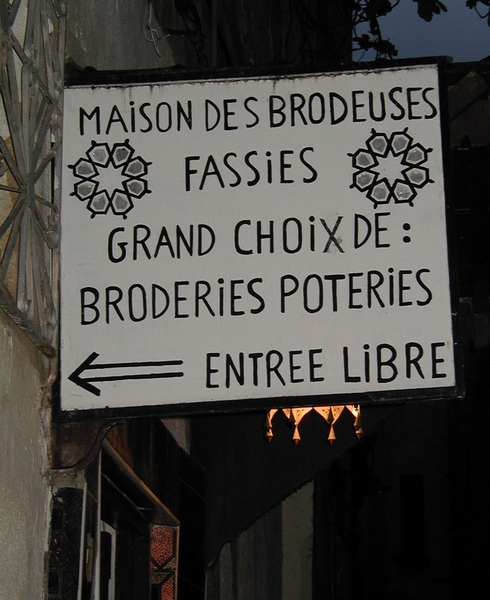 MAiSON DES BRODEUSES
FASSiES
GRAND CHOiX DE :
BRODERiES POTERiES
ENTREE LiBRE